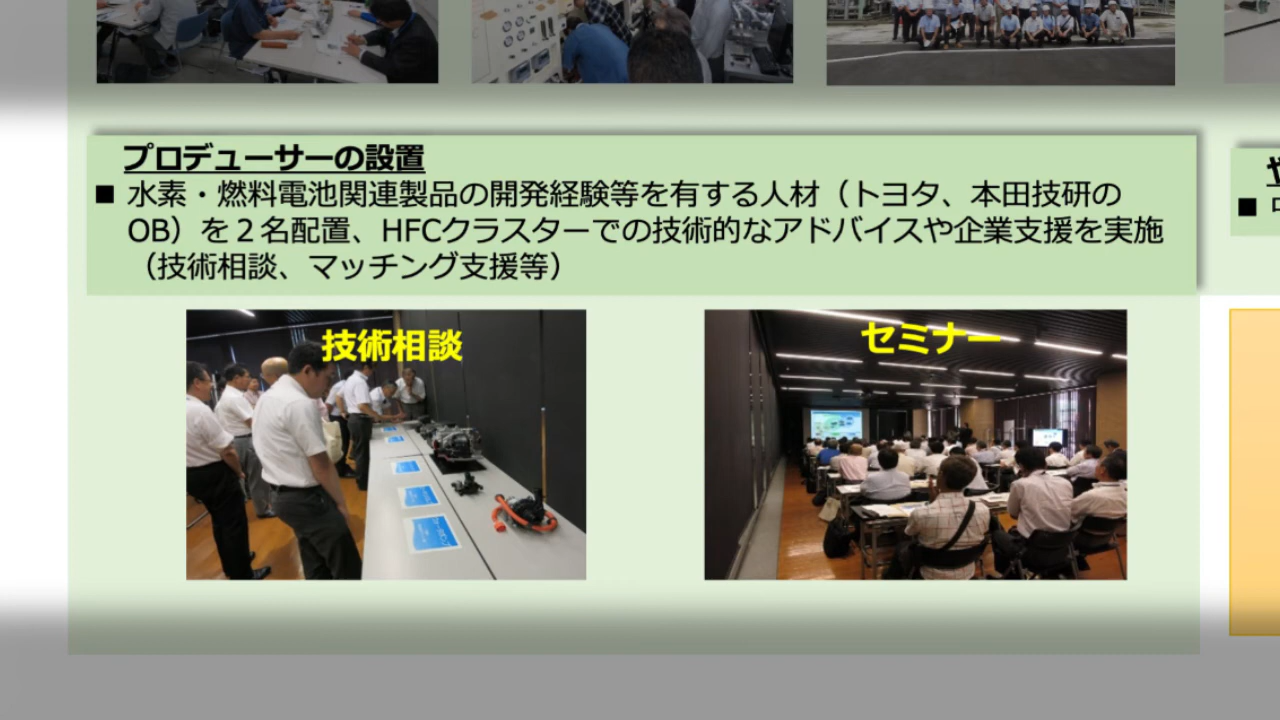 プロデューサーの設置
■ 水素・燃料電池関連製品の開発経験等を有する人材（トヨタ、本田技研の
OB）を２名配置、HFCクラスターでの技術的なアドバイスや企業支援を実施
（技術相談、マッチング支援等）
技術相談
セミナー